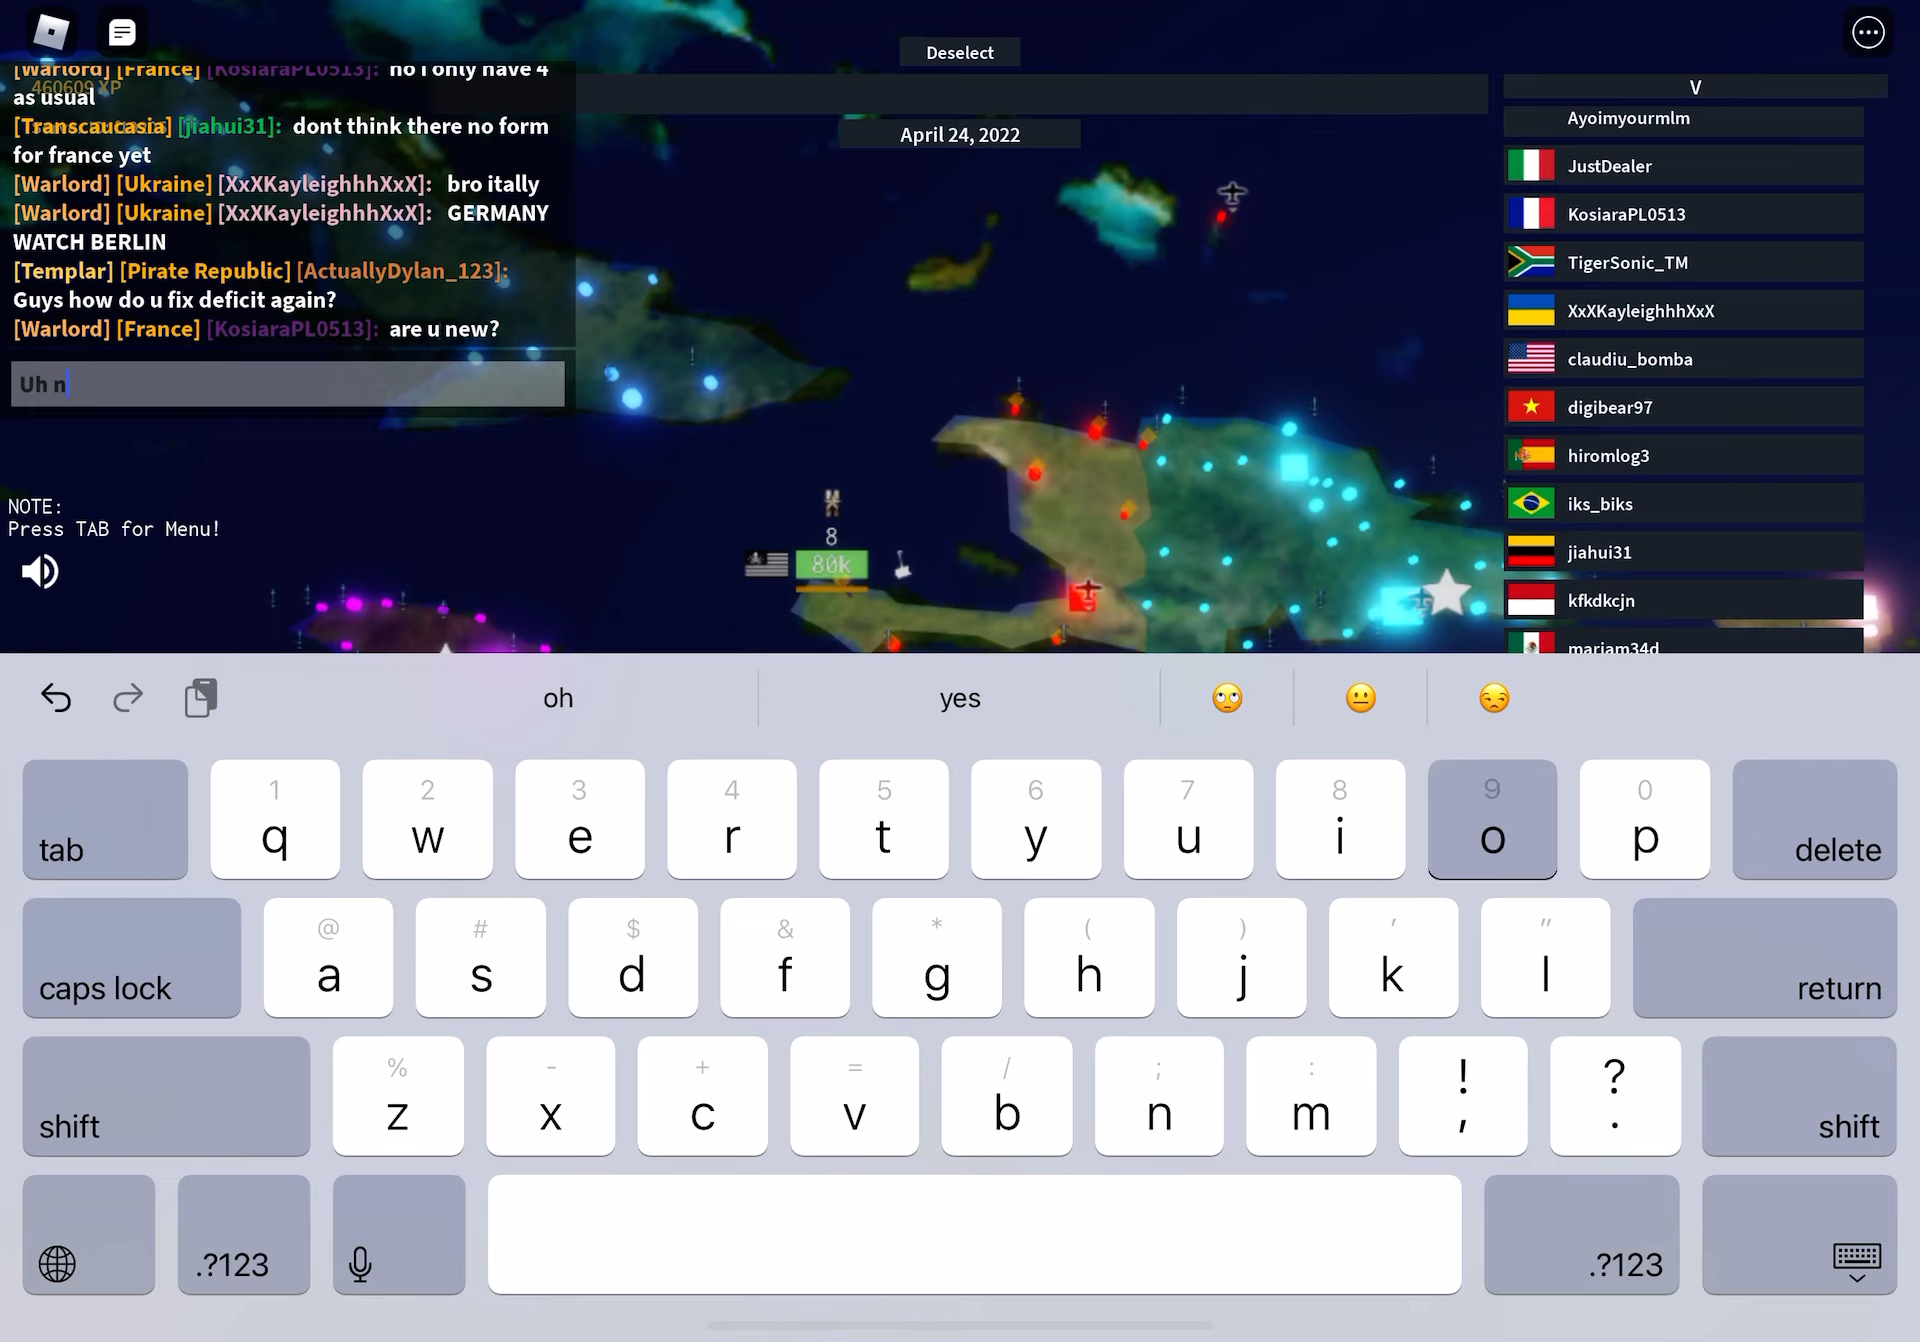 Deselect
[Warlord] [France] [KosiaraPL0513]: no i only have 4
460609 XP
as usual
[Transcaucasia] [jiahui31]: dont think there no form
for france yet
[Warlord] [Ukraine] [XxXKayleighhhXxX]: bro itally
[Warlord] [Ukraine] [XxXKayleighhhXxX]: GERMANY
WATCH BERLIN
[Templar] [Pirate Republic] [ActuallyDylan_123]:
Guys how do u fix deficit again?
[Warlord] [France] [KosiaraPL0513]: are u new?
Uh n
NOTE:
Press TAB for Menu!
April 24, 2022
8
80k
V
Ayoimyourmlm
JustDealer
KosiaraPL0513
TigerSonic_TM
XxXKayleighhhXxX
claudiu_bomba
digibear97
hiromlog3
iks_biks
jiahui31
kfkdkcjn
mariam34d
oh yes
1 2 3 4 5 6 7 8 9 0
tab q w e r t y u i o p delete
@ # $ & * ( ) ' "
caps lock a s d f g h j k l return
% - + = / ; : ! ?
shift z x c v b n m , . shift
.?123 .?123